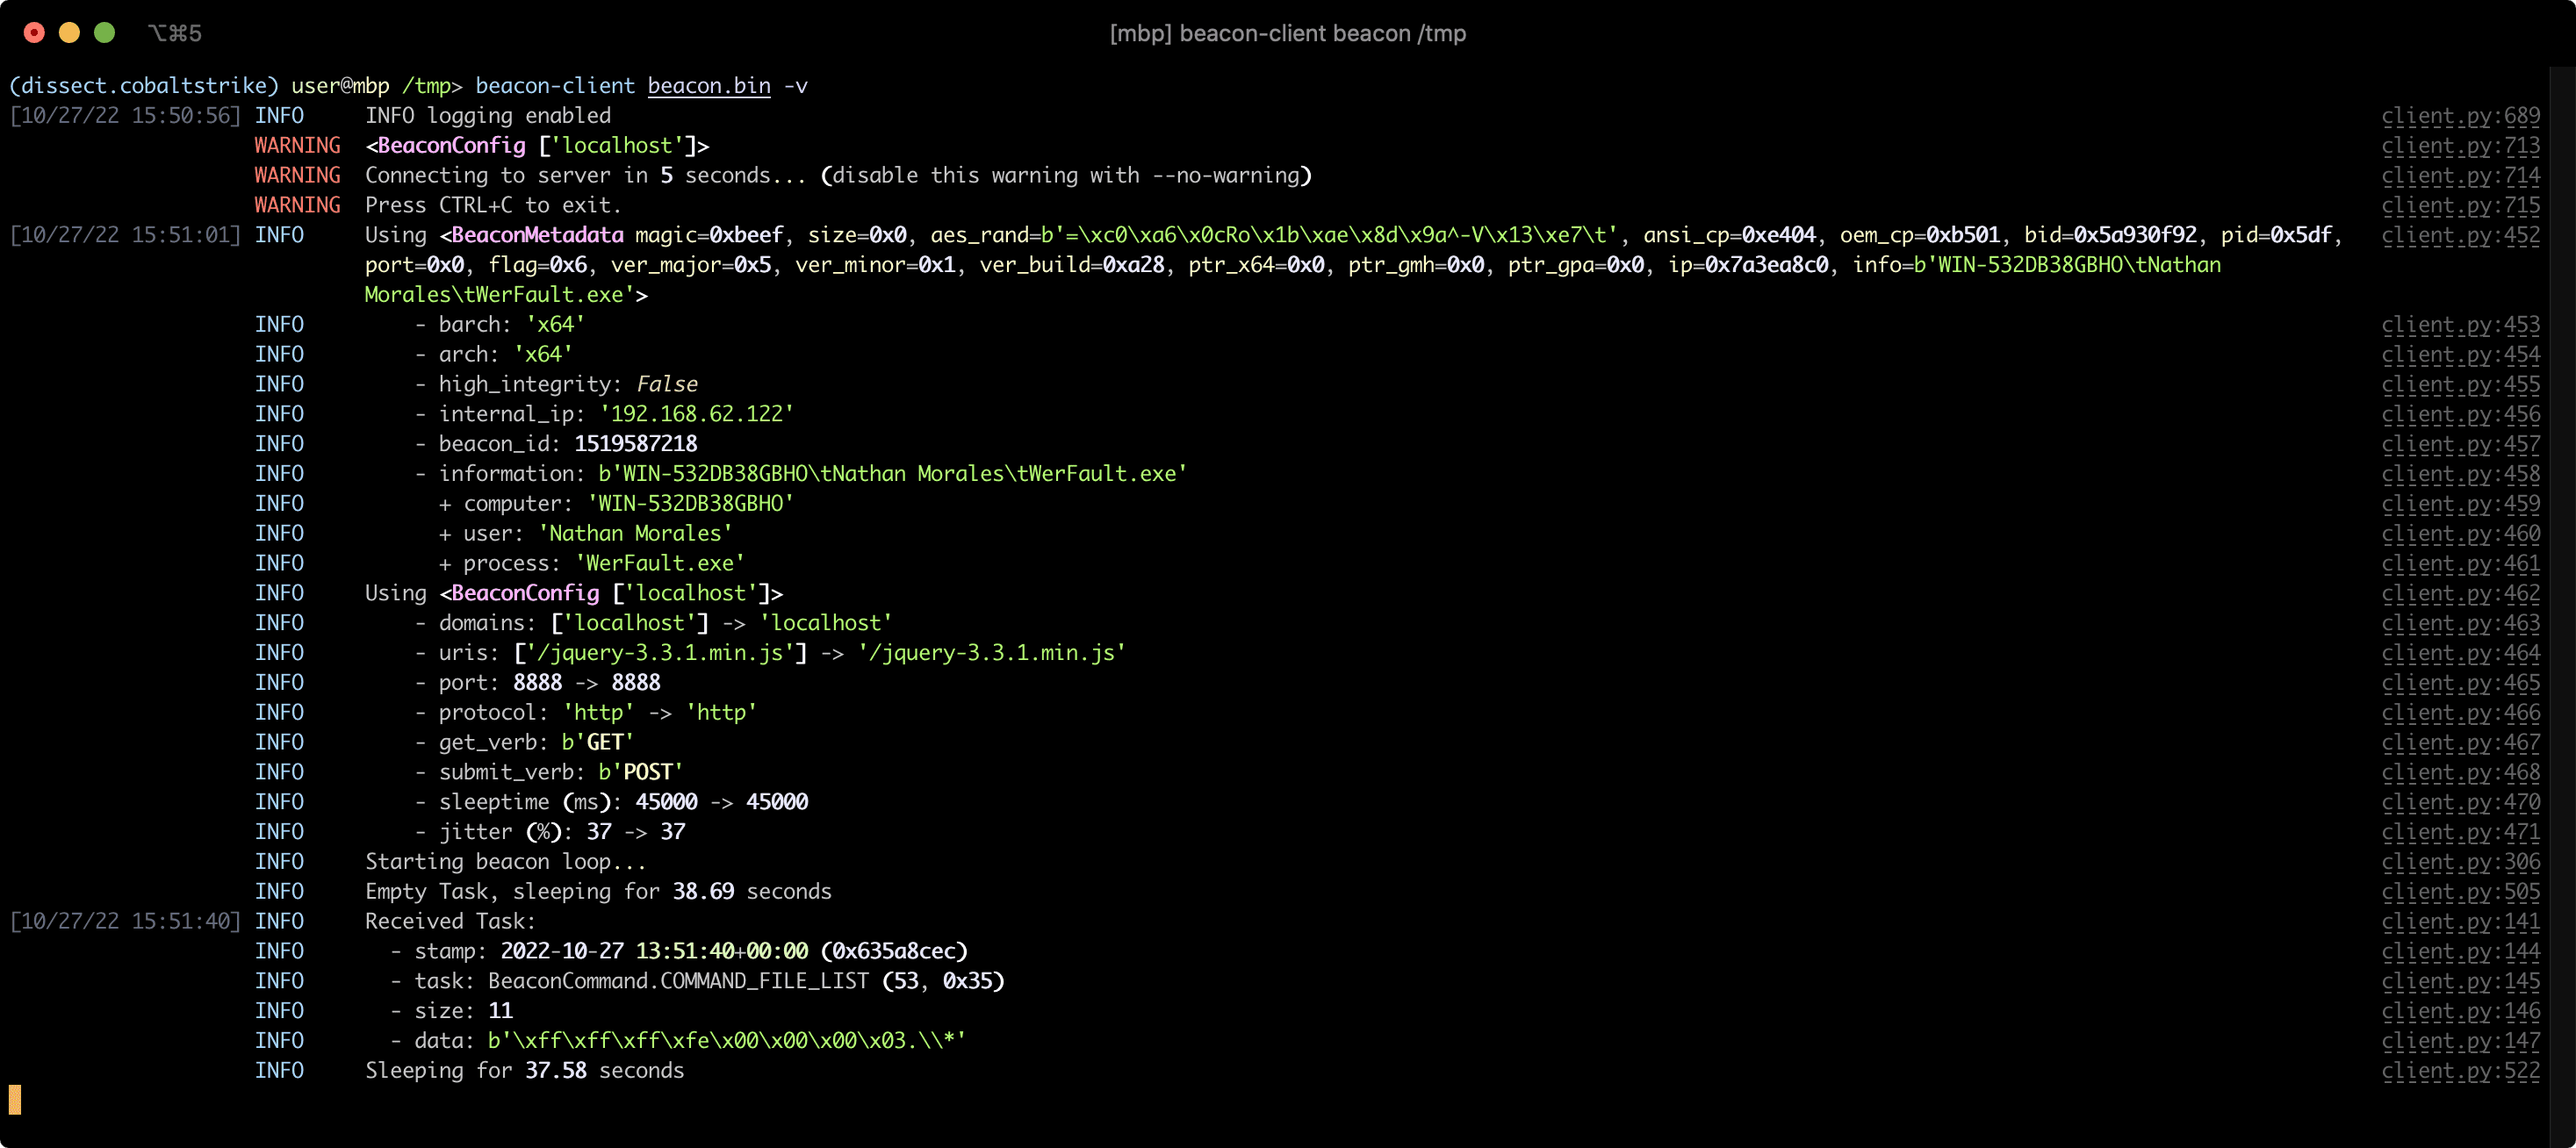 ⌥⌘5
[mbp] beacon-client beacon /tmp
(dissect.cobaltstrike) user@mbp /tmp> beacon-client beacon.bin -v
[10/27/22 15:50:56] INFO INFO logging enabled client.py:689
WARNING <BeaconConfig ['localhost']> client.py:713
WARNING Connecting to server in 5 seconds... (disable this warning with --no-warning) client.py:714
WARNING Press CTRL+C to exit. client.py:715
[10/27/22 15:51:01] INFO Using <BeaconMetadata magic=0xbeef, size=0x0, aes_rand=b'=\xc0\xa6\x0cRo\x1b\xae\x8d\x9a^-V\x13\xe7\t', ansi_cp=0xe404, oem_cp=0xb501, bid=0x5a930f92, pid=0x5df, client.py:452
port=0x0, flag=0x6, ver_major=0x5, ver_minor=0x1, ver_build=0xa28, ptr_x64=0x0, ptr_gmh=0x0, ptr_gpa=0x0, ip=0x7a3ea8c0, info=b'WIN-532DB38GBHO\tNathan
Morales\tWerFault.exe'>
INFO - barch: 'x64' client.py:453
INFO - arch: 'x64' client.py:454
INFO - high_integrity: False client.py:455
INFO - internal_ip: '192.168.62.122' client.py:456
INFO - beacon_id: 1519587218 client.py:457
INFO - information: b'WIN-532DB38GBHO\tNathan Morales\tWerFault.exe' client.py:458
INFO + computer: 'WIN-532DB38GBHO' client.py:459
INFO + user: 'Nathan Morales' client.py:460
INFO + process: 'WerFault.exe' client.py:461
INFO Using <BeaconConfig ['localhost']> client.py:462
INFO - domains: ['localhost'] -> 'localhost' client.py:463
INFO - uris: ['/jquery-3.3.1.min.js'] -> '/jquery-3.3.1.min.js' client.py:464
INFO - port: 8888 -> 8888 client.py:465
INFO - protocol: 'http' -> 'http' client.py:466
INFO - get_verb: b'GET' client.py:467
INFO - submit_verb: b'POST' client.py:468
INFO - sleeptime (ms): 45000 -> 45000 client.py:470
INFO - jitter (%): 37 -> 37 client.py:471
INFO Starting beacon loop... client.py:306
INFO Empty Task, sleeping for 38.69 seconds client.py:505
[10/27/22 15:51:40] INFO Received Task: client.py:141
INFO - stamp: 2022-10-27 13:51:40+00:00 (0x635a8cec) client.py:144
INFO - task: BeaconCommand.COMMAND_FILE_LIST (53, 0x35) client.py:145
INFO - size: 11 client.py:146
INFO - data: b'\xff\xff\xff\xfe\x00\x00\x00\x03.\\*' client.py:147
INFO Sleeping for 37.58 seconds client.py:522